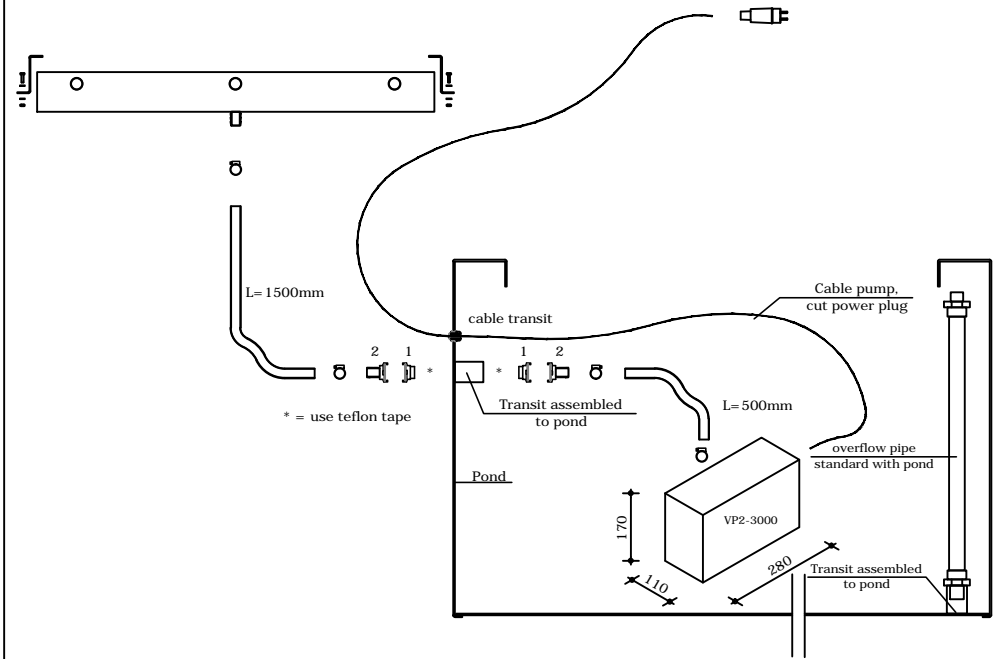 L=1500mm
cable transit
Cable pump,
cut power plug
2 1
*
*
1 2
Transit assembled
to pond
L=500mm
* = use teflon tape
overflow pipe
standard with pond
Pond
VP2-3000
170
110
280
Transit assembled
to pond